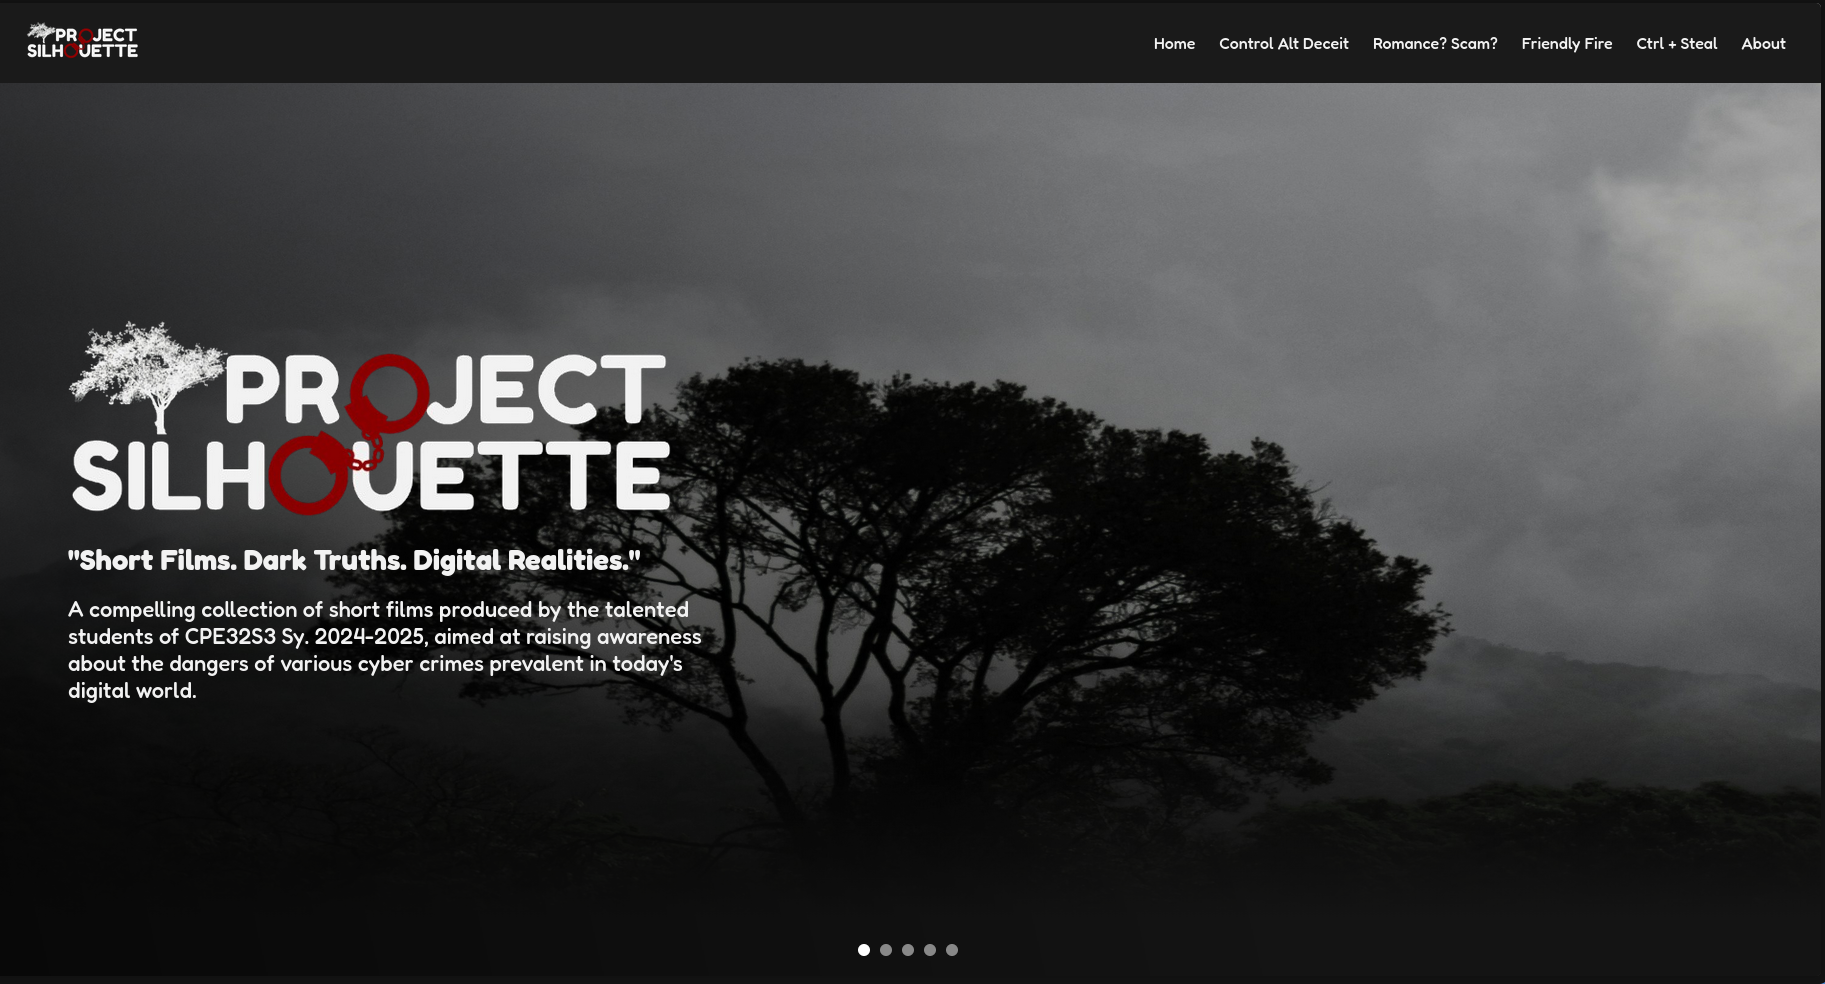 PROJECT
SILHOUETTE
Home Control Alt Deceit Romance? Scam? Friendly Fire Ctrl + Steal About
PROJECT
SILHOUETTE
"Short Films. Dark Truths. Digital Realities."
A compelling collection of short films produced by the talented
students of CPE32S3 Sy. 2024-2025, aimed at raising awareness
about the dangers of various cyber crimes prevalent in today's
digital world.